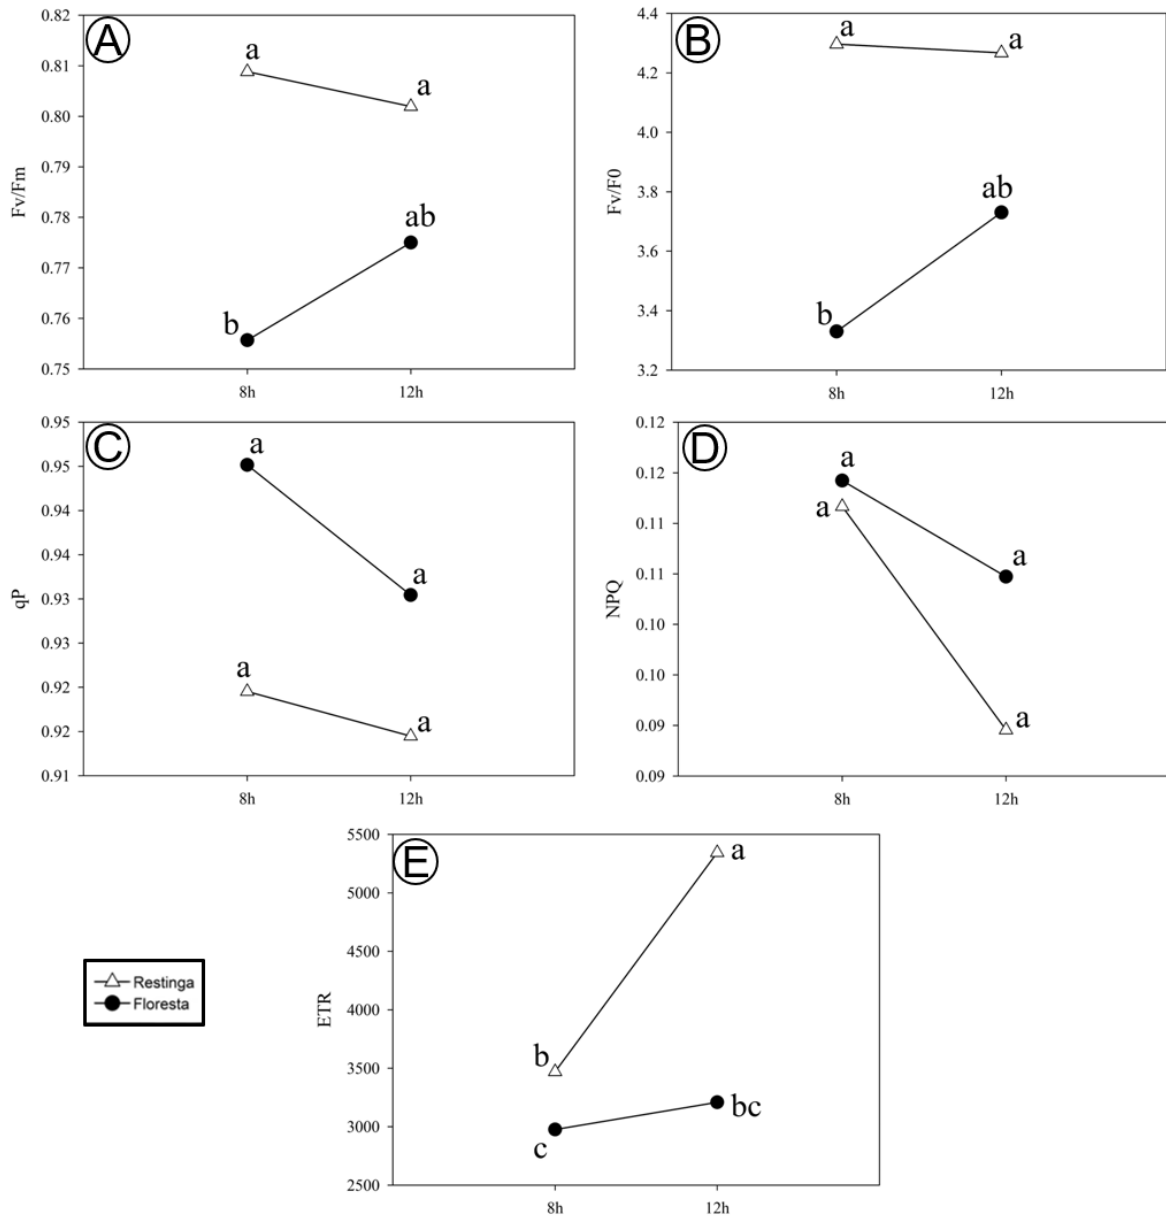 A
Fv/Fm
0.82
0.81
0.80
0.79
0.78
0.77
0.76
0.75
a
a
ab
b
8h
12h
B
Fv/F0
4.4
4.2
4.0
3.8
3.6
3.4
3.2
a
a
ab
b
8h
12h
C
qP
0.95
0.95
0.94
0.94
0.93
0.93
0.92
0.92
0.91
a
a
a
a
8h
12h
D
NPQ
0.12
0.12
0.11
0.11
0.10
0.10
0.09
0.09
a
a
a
a
8h
12h
E
ETR
5500
5000
4500
4000
3500
3000
2500
a
b
bc
c
8h
12h
Restinga
Floresta